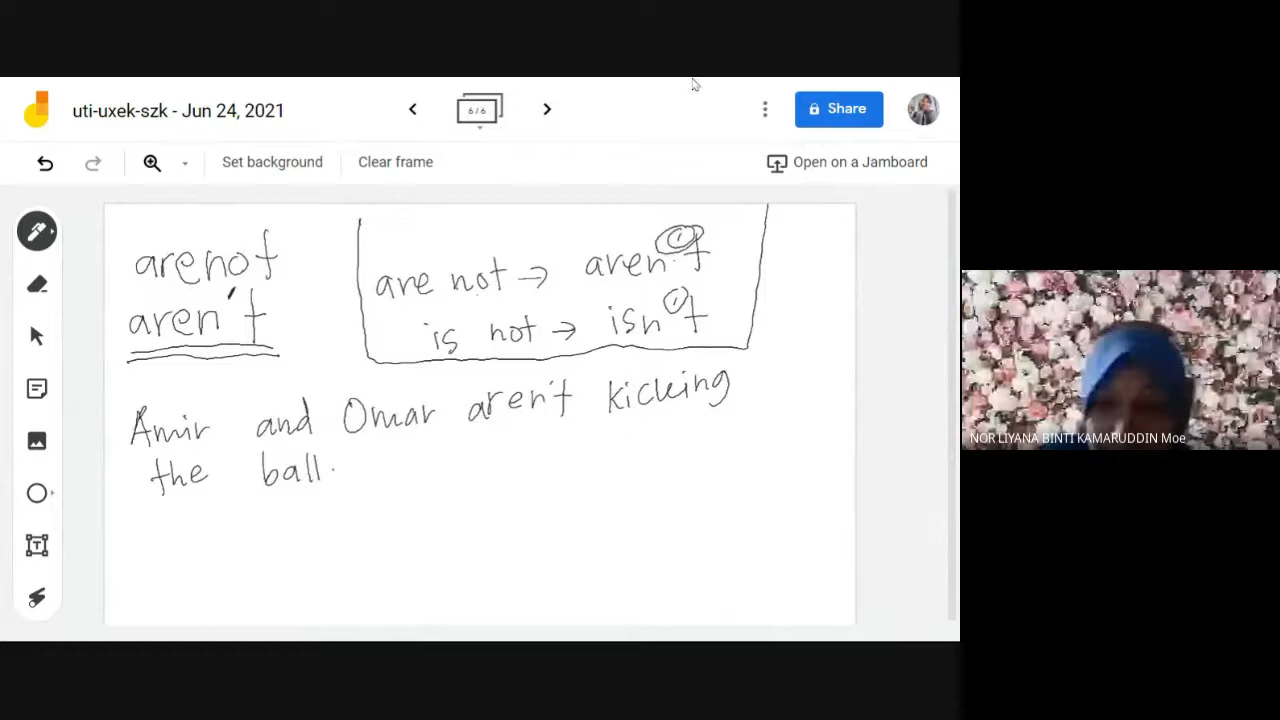 uti-uxek-szk - Jun 24, 2021
6/6
Share
Set background
Clear frame
Open on a Jamboard
are not
aren't
are not → aren't
is not → isn't
Amir and Omar aren't kicking
the ball.
NOR LIYANA BINTI KAMARUDDIN Moe